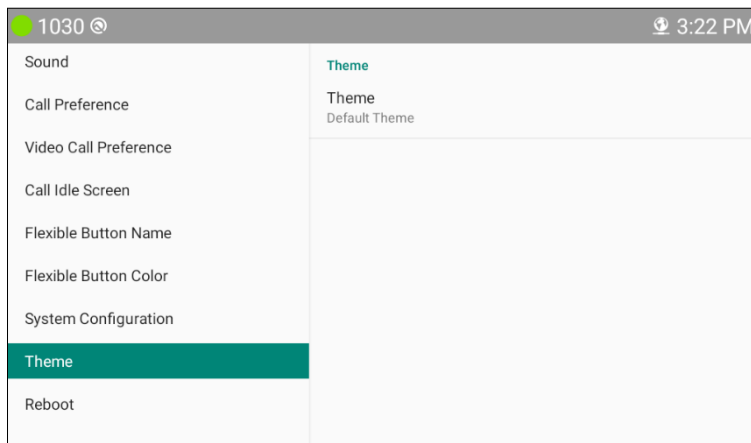 1030
3:22 PM
Sound
Call Preference
Video Call Preference
Call Idle Screen
Flexible Button Name
Flexible Button Color
System Configuration
Theme
Reboot
Theme
Theme
Default Theme